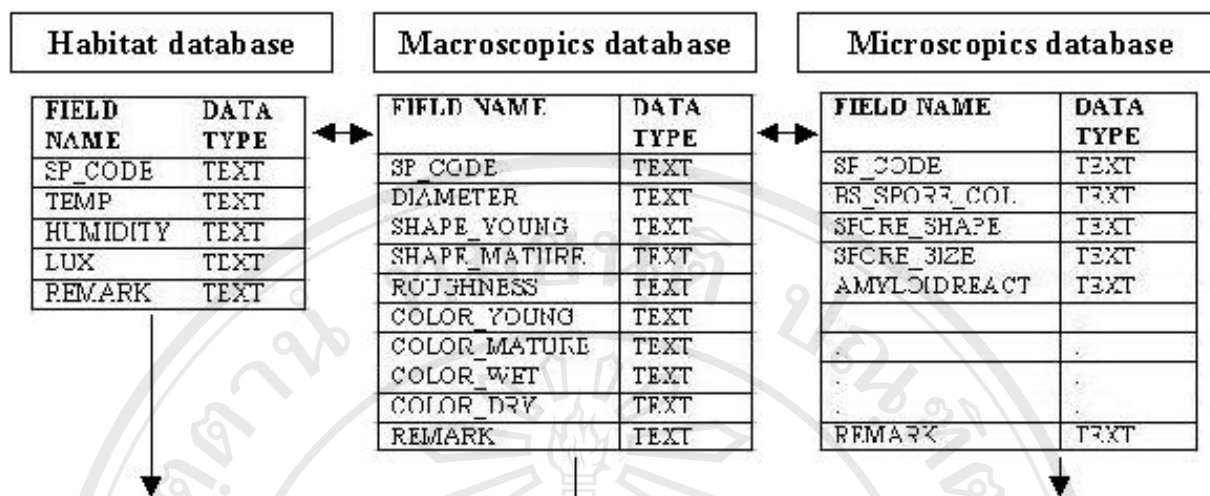 Habitat database
FIELD NAME DATA TYPE
SP_CODE TEXT
TEMP TEXT
HUMIDITY TEXT
LUX TEXT
REMARK TEXT
Macroscopics database
FIELD NAME DATA TYPE
SP_CODE TEXT
DIAMETER TEXT
SHAPE_YOUNG TEXT
SHAPE_MATURE TEXT
ROUGHNESS TEXT
COLOR_YOUNG TEXT
COLOR_MATURE TEXT
COLOR_WET TEXT
COLOR_DRY TEXT
REMARK TEXT
Microscopics database
FIELD NAME DATA TYPE
SP_CODE TEXT
BS_SPORE_COL TEXT
SPORE_SHAPE TEXT
SPORE_SIZE TEXT
AMYLOIDREACT TEXT
. .
. .
. .
REMARK TEXT